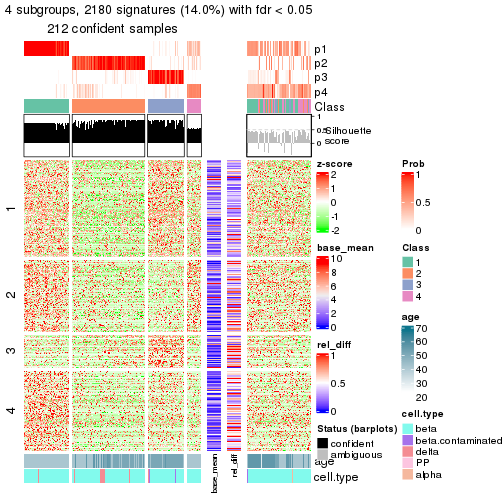 4 subgroups, 2180 signatures (14.0%) with fdr < 0.05
212 confident samples
p1
p2
p3
p4
Class
1
0.5
0
Silhouette
score
1
2
3
4
base_mean
rel_diff
age
cell.type
z-score
2
1
0
-1
-2
base_mean
10
8
6
4
2
0
rel_diff
1
0.5
0
Status (barplots)
confident
ambiguous
Prob
1
0.5
0
Class
1
2
3
4
age
70
60
50
40
30
20
cell.type
beta
beta.contaminated
delta
PP
alpha